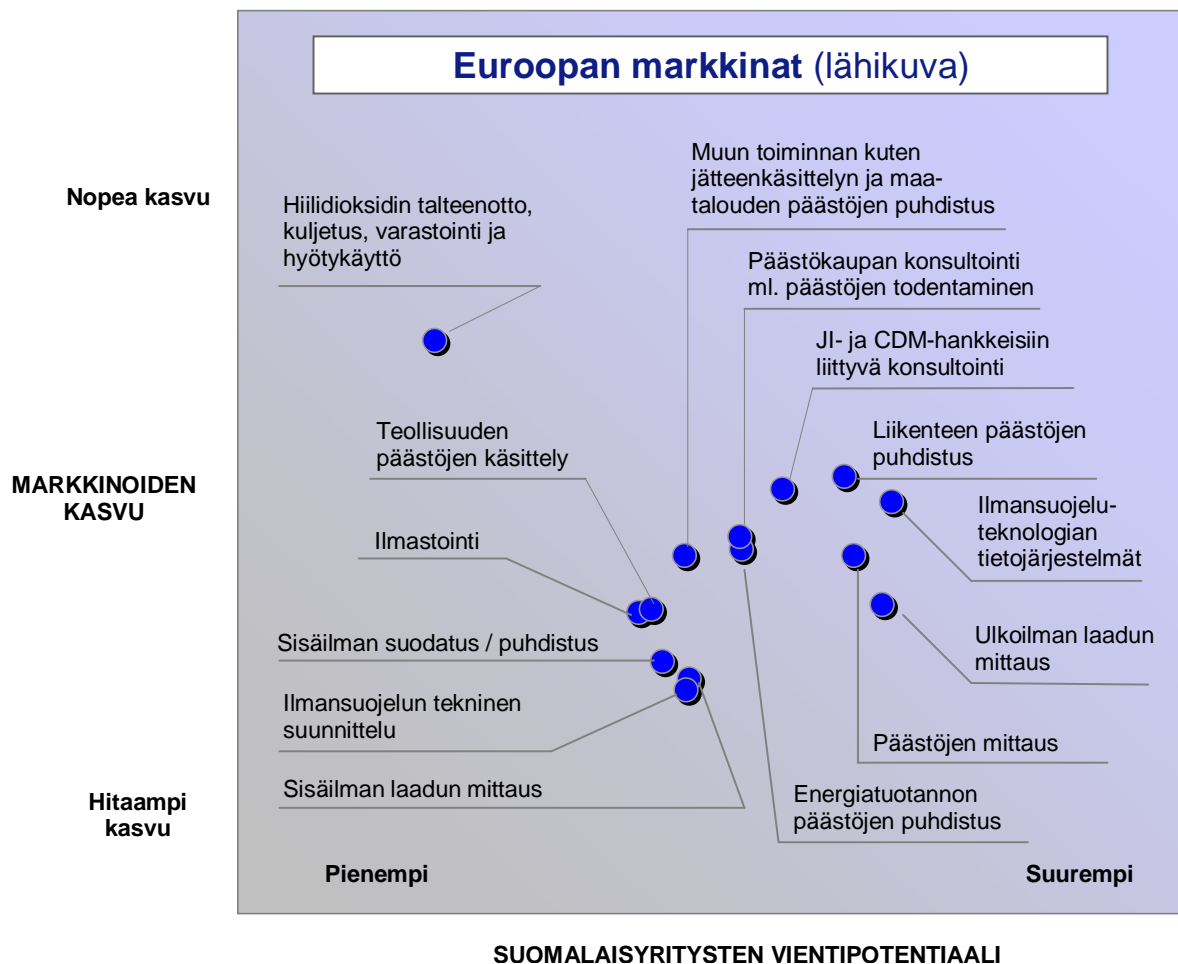 Euroopan markkinat (lähikuva)
Muun toiminnan kuten
jätteenkäsittelyn ja maa-
talouden päästöjen puhdistus
Nopea kasvu
Hiilidioksidin talteenotto,
kuljetus, varastointi ja
hyötykäyttö
Päästökaupan konsultointi
ml. päästöjen todentaminen
JI- ja CDM-hankkeisiin
liittyvä konsultointi
Teollisuuden
päästöjen käsittely
Liikenteen päästöjen
puhdistus
MARKKINOIDEN
KASVU
Ilmansuojelu-
teknologian
tietojärjestelmät
Ilmastointi
Sisäilman suodatus / puhdistus
Ulkoilman laadun
mittaus
Ilmansuojelun tekninen
suunnittelu
Päästöjen mittaus
Sisäilman laadun mittaus
Energiatuotannon
päästöjen puhdistus
Hitaampi
kasvu
Pienempi
Suurempi
SUOMALAISYRITYSTEN VIENTIPOTENTIAALI